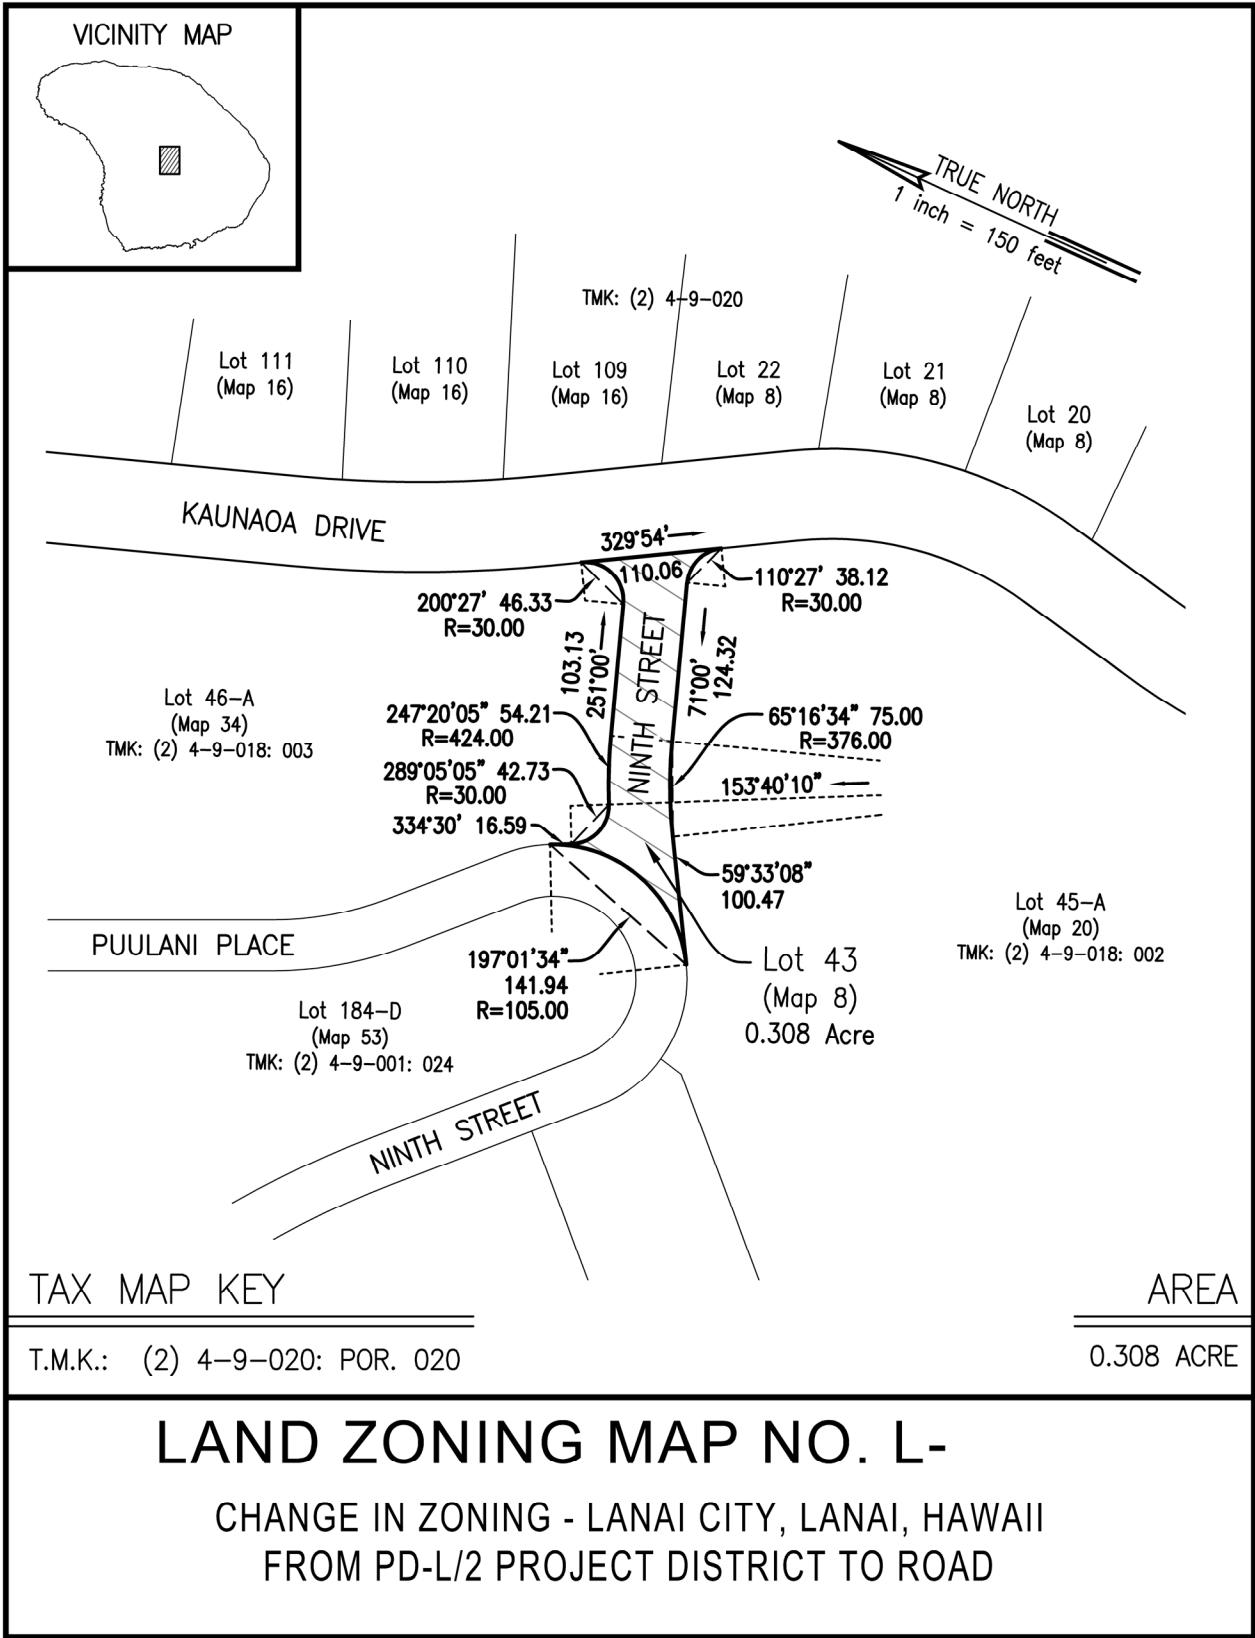 VICINITY MAP
TRUE NORTH
1 inch = 150 feet
TMK: (2) 4-9-020
Lot 111
(Map 16)
Lot 110
(Map 16)
Lot 109
(Map 16)
Lot 22
(Map 8)
Lot 21
(Map 8)
Lot 20
(Map 8)
KAUNAOA DRIVE
329°54'
110.06
110°27' 38.12
R=30.00
200°27' 46.33
R=30.00
103.13
251°00'
NINTH STREET
71°00'
124.32
Lot 46-A
(Map 34)
TMK: (2) 4-9-018: 003
247°20'05" 54.21
R=424.00
65°16'34" 75.00
R=376.00
289°05'05" 42.73
R=30.00
153°40'10"
334°30' 16.59
59°33'08"
100.47
Lot 45-A
(Map 20)
TMK: (2) 4-9-018: 002
PUULANI PLACE
197°01'34"
141.94
R=105.00
Lot 43
(Map 8)
0.308 Acre
Lot 184-D
(Map 53)
TMK: (2) 4-9-001: 024
NINTH STREET
TAX MAP KEY
AREA
T.M.K.: (2) 4-9-020: POR. 020
0.308 ACRE
LAND ZONING MAP NO. L-
CHANGE IN ZONING - LANAI CITY, LANAI, HAWAII
FROM PD-L/2 PROJECT DISTRICT TO ROAD